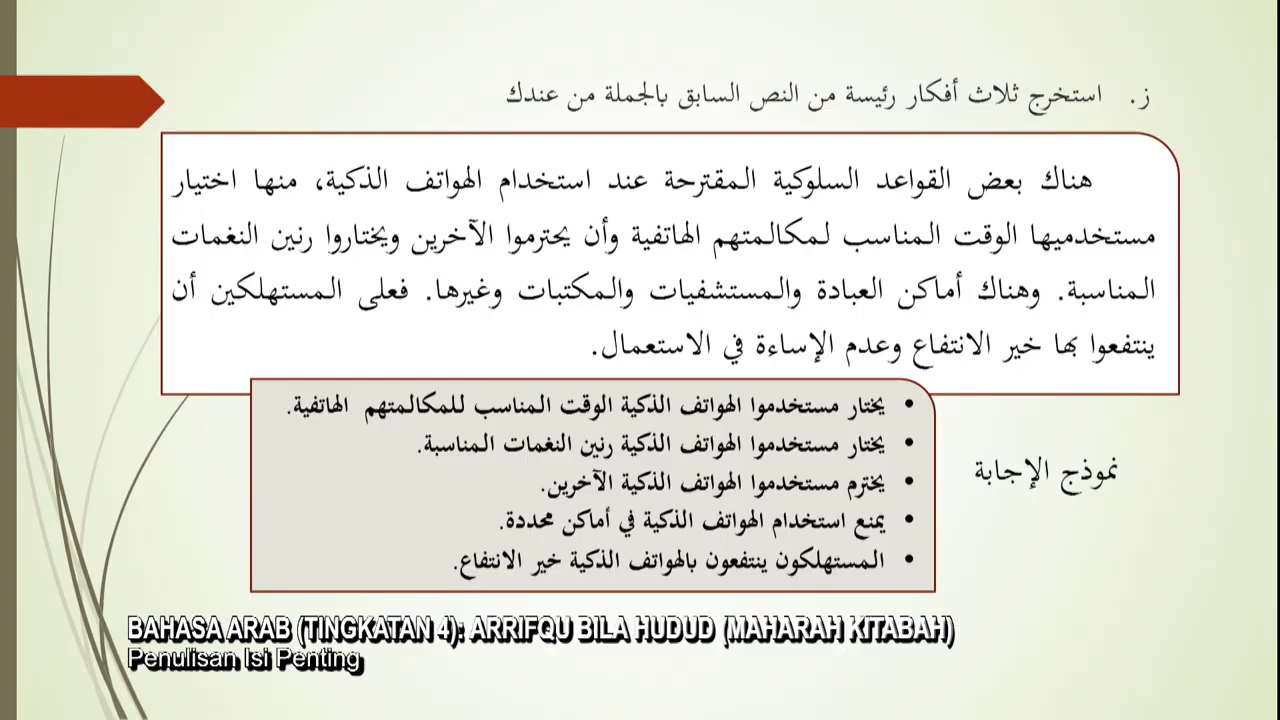 ز. استخرج ثلاث أفكار رئيسة من النص السابق بالجملة من عندك
هناك بعض القواعد السلوكية المقترحة عند استخدام الهواتف الذكية، منها اختيار
مستخدميها الوقت المناسب لمكالمتهم الهاتفية وأن يحترموا الآخرين ويختاروا رنين النغمات
المناسبة. وهناك أماكن العبادة والمستشفيات والمكتبات وغيرها. فعلى المستهلكين أن
ينتفعوا بها خير الانتفاع وعدم الإساءة في الاستعمال.
• يختار مستخدموا الهواتف الذكية الوقت المناسب للمكالمتهم الهاتفية.
• يختار مستخدموا الهواتف الذكية رنين النغمات المناسبة.
• يخترم مستخدموا الهواتف الذكية الآخرين.
• يمنع استخدام الهواتف الذكية في أماكن محددة.
• المستهلكون ينتفعون بالهواتف الذكية خير الانتفاع.
نموذج الإجابة
BAHASA ARAB (TINGKATAN 4): ARRIFQU BILA HUDUD (MAHARAH KITABAH)
Penulisan Isi Penting